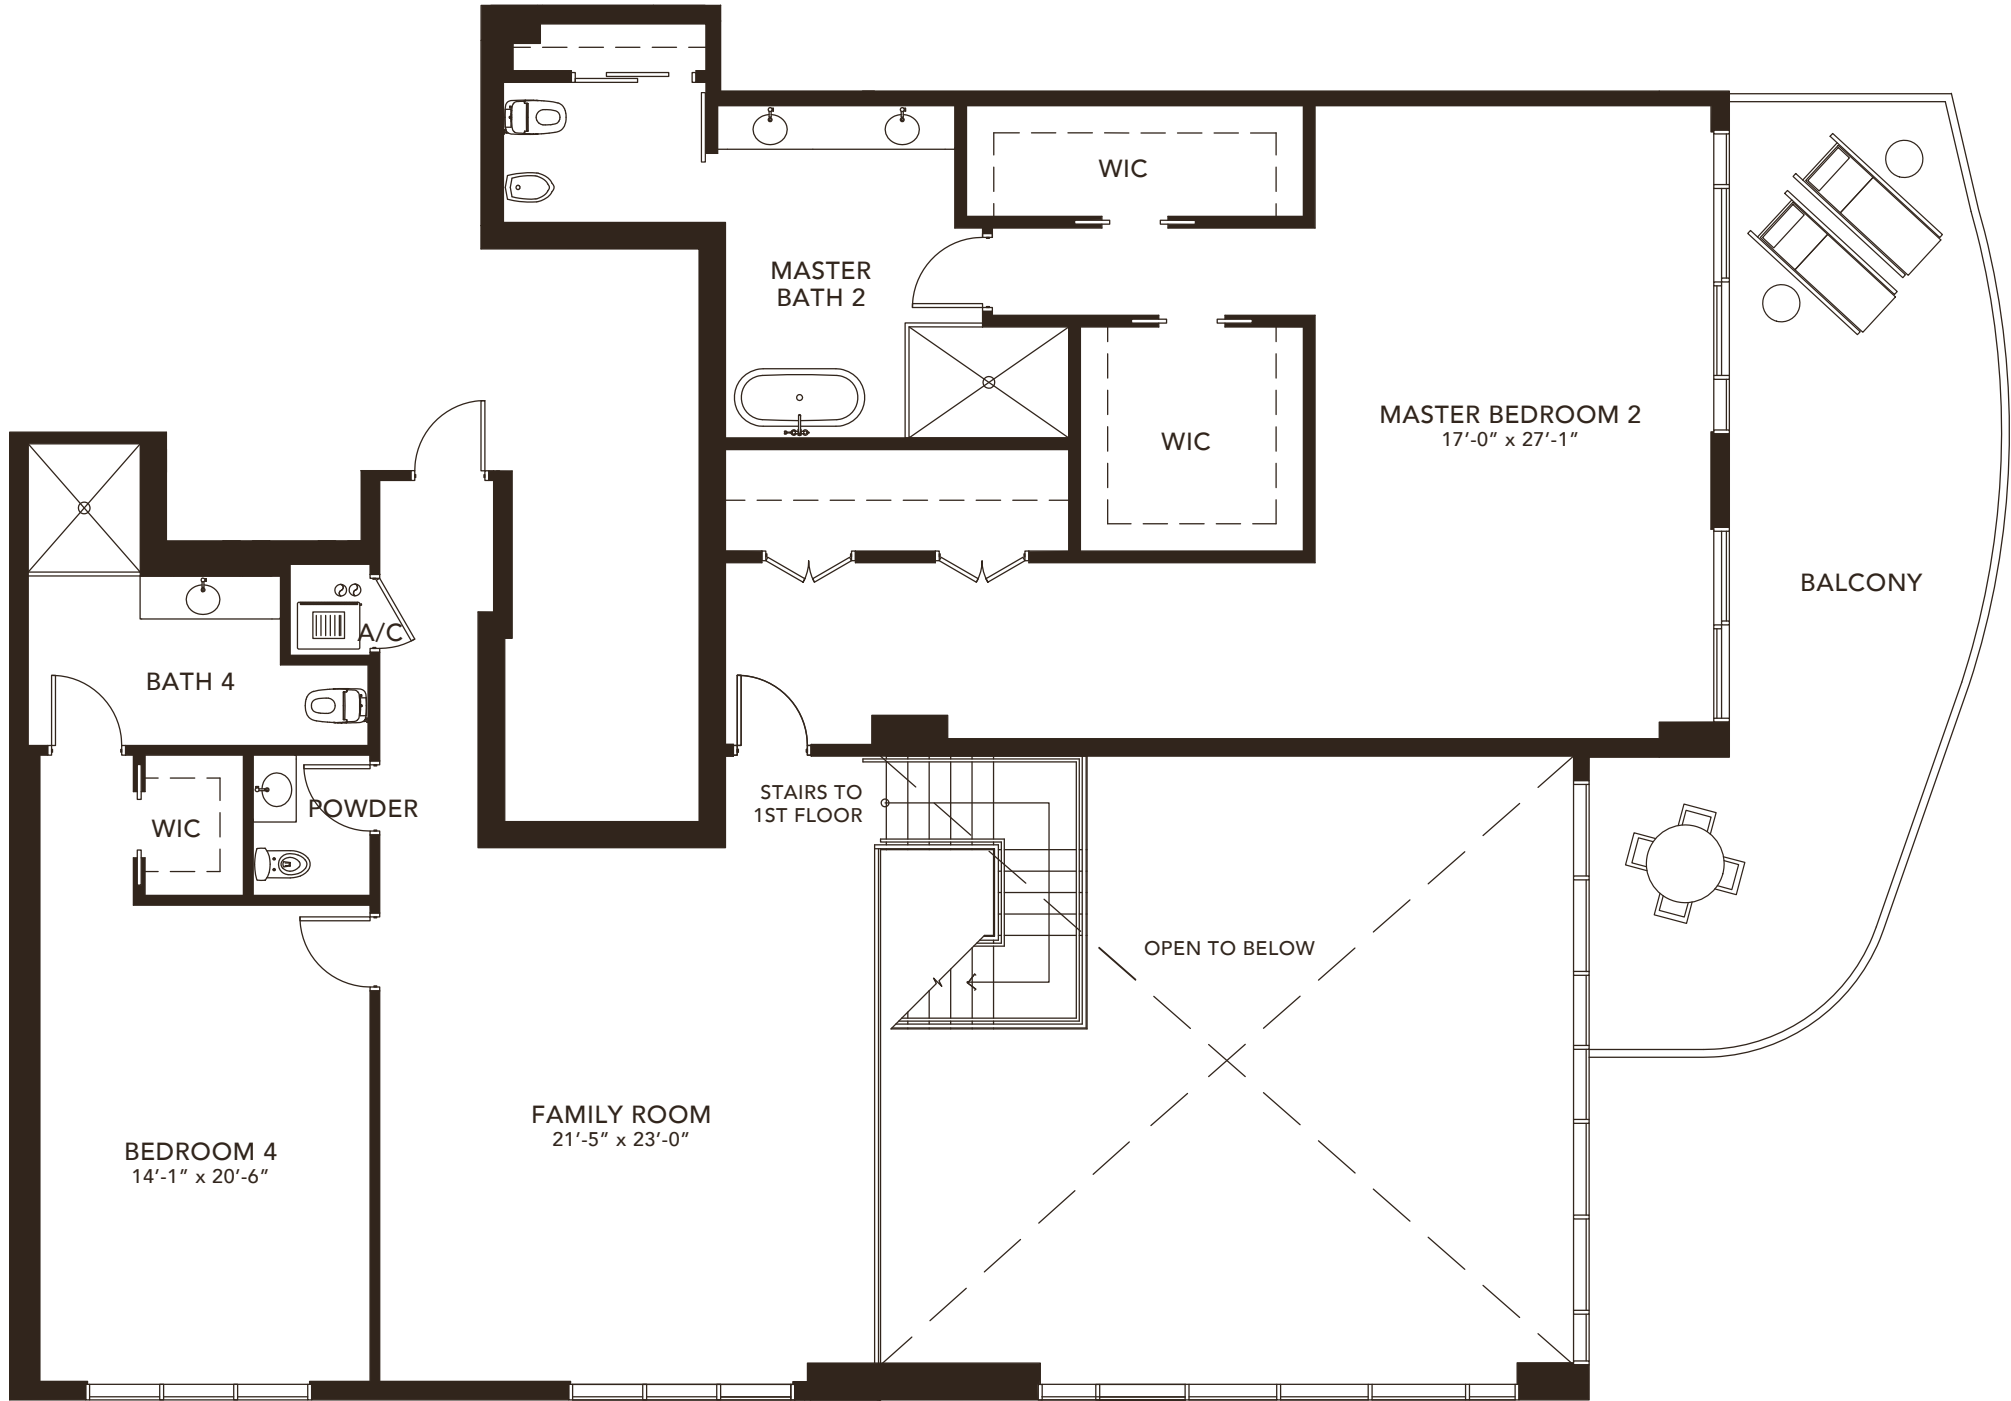 WIC
MASTER
BATH 2
MASTER BEDROOM 2
17'-0" x 27'-1"
WIC
BALCONY
A/C
BATH 4
STAIRS TO
1ST FLOOR
POWDER
WIC
OPEN TO BELOW
FAMILY ROOM
21'-5" x 23'-0"
BEDROOM 4
14'-1" x 20'-6"